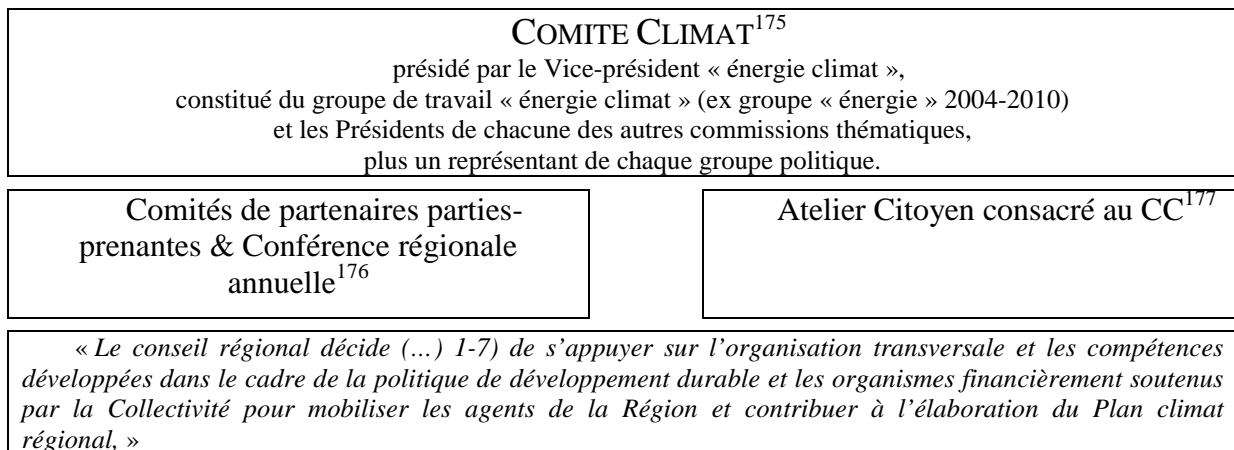 COMITE CLIMAT175
présidé par le Vice-président « énergie climat »,
constitué du groupe de travail « énergie climat » (ex groupe « énergie » 2004-2010)
et les Présidents de chacune des autres commissions thématiques,
plus un représentant de chaque groupe politique.
Comités de partenaires parties-
prenantes & Conférence régionale
annuelle176
Atelier Citoyen consacré au CC177
« Le conseil régional décide (…) 1-7) de s’appuyer sur l’organisation transversale et les compétences
développées dans le cadre de la politique de développement durable et les organismes financièrement soutenus
par la Collectivité pour mobiliser les agents de la Région et contribuer à l’élaboration du Plan climat
régional, »